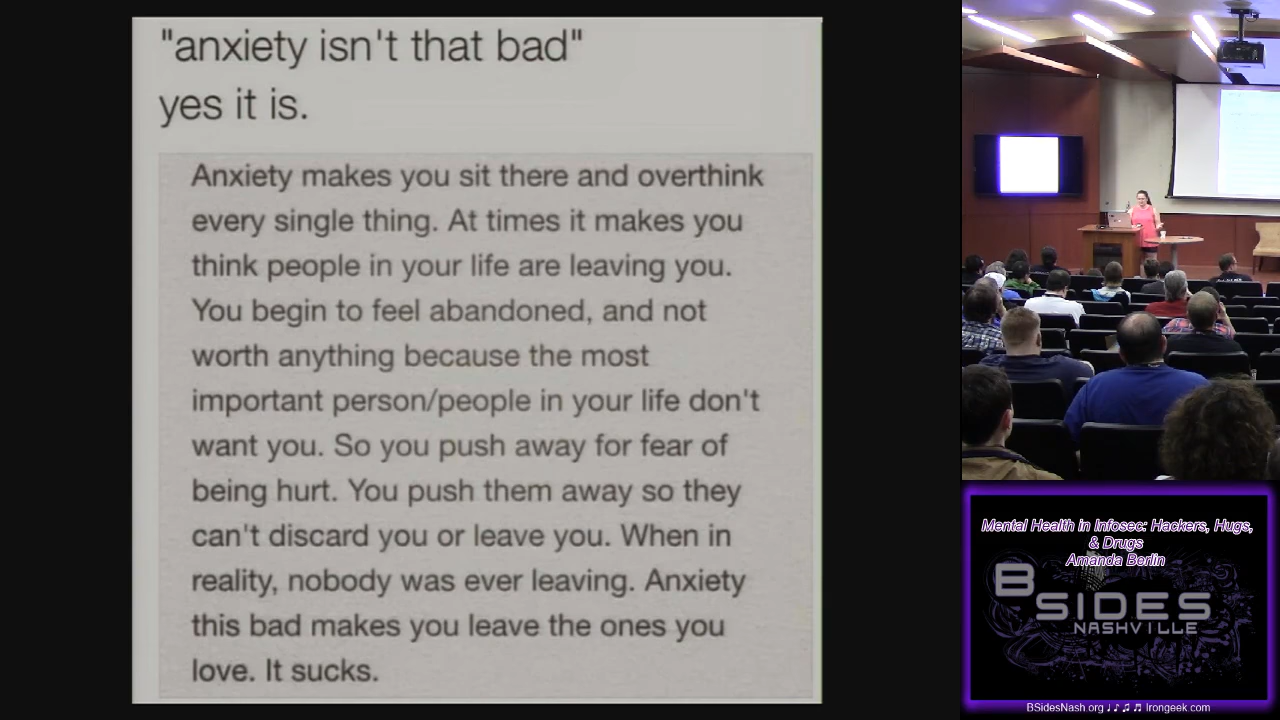 "anxiety isn't that bad"
yes it is.
Anxiety makes you sit there and overthink
every single thing. At times it makes you
think people in your life are leaving you.
You begin to feel abandoned, and not
worth anything because the most
important person/people in your life don't
want you. So you push away for fear of
being hurt. You push them away so they
can't discard you or leave you. When in
reality, nobody was ever leaving. Anxiety
this bad makes you leave the ones you
love. It sucks.
Mental Health in Infosec: Hackers, Hugs,
& Drugs
Amanda Berlin
BSIDES
NASHVILLE
BSidesNash.org ♩ ♪ ♫ ♬ Irongeek.com